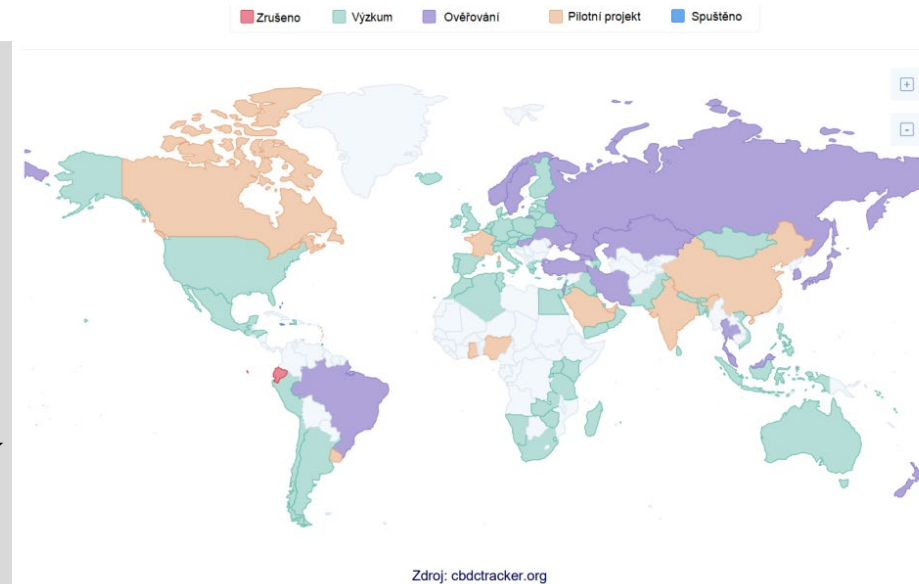 Zrušeno Výzkum Ověřování Pilotní projekt Spuštěno
+
-
Zdroj: cbdctracker.org